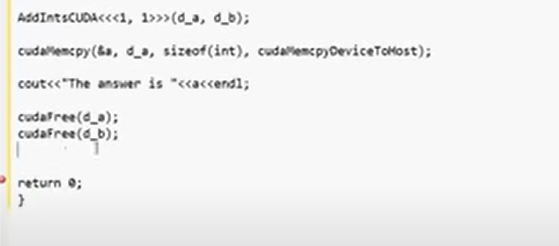 AddIntsCUDA<<<1, 1>>>(d_a, d_b);
cudaMemcpy(&a, d_a, sizeof(int), cudaMemcpyDeviceToHost);
cout<<"The answer is "<<a<<endl;
cudaFree(d_a);
cudaFree(d_b);
return 0;
}